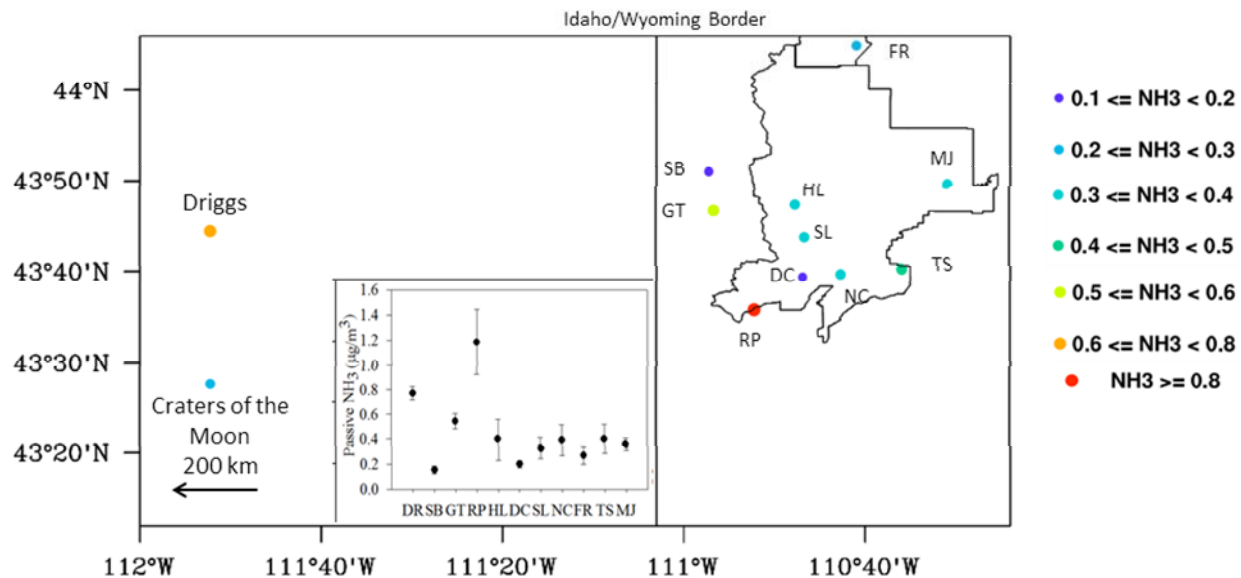 Idaho/Wyoming Border
44°N
43°50'N
43°40'N
43°30'N
43°20'N
112°W
111°40'W
111°20'W
111°W
110°40'W
Driggs
Craters of the
Moon
200 km
FR
MJ
SB
HL
GT
SL
TS
DC
NC
RP
0.1 <= NH3 < 0.2
0.2 <= NH3 < 0.3
0.3 <= NH3 < 0.4
0.4 <= NH3 < 0.5
0.5 <= NH3 < 0.6
0.6 <= NH3 < 0.8
NH3 >= 0.8
Passive NH₃ (µg/m³)
1.6
1.4
1.2
1.0
0.8
0.6
0.4
0.2
0.0
DR SB GT RP HL DC SL NC FR TS MJ